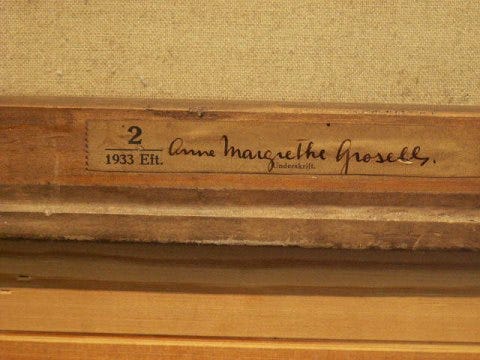 2
1933 Eft. Anne Margrethe Grosell.
Underskrift.